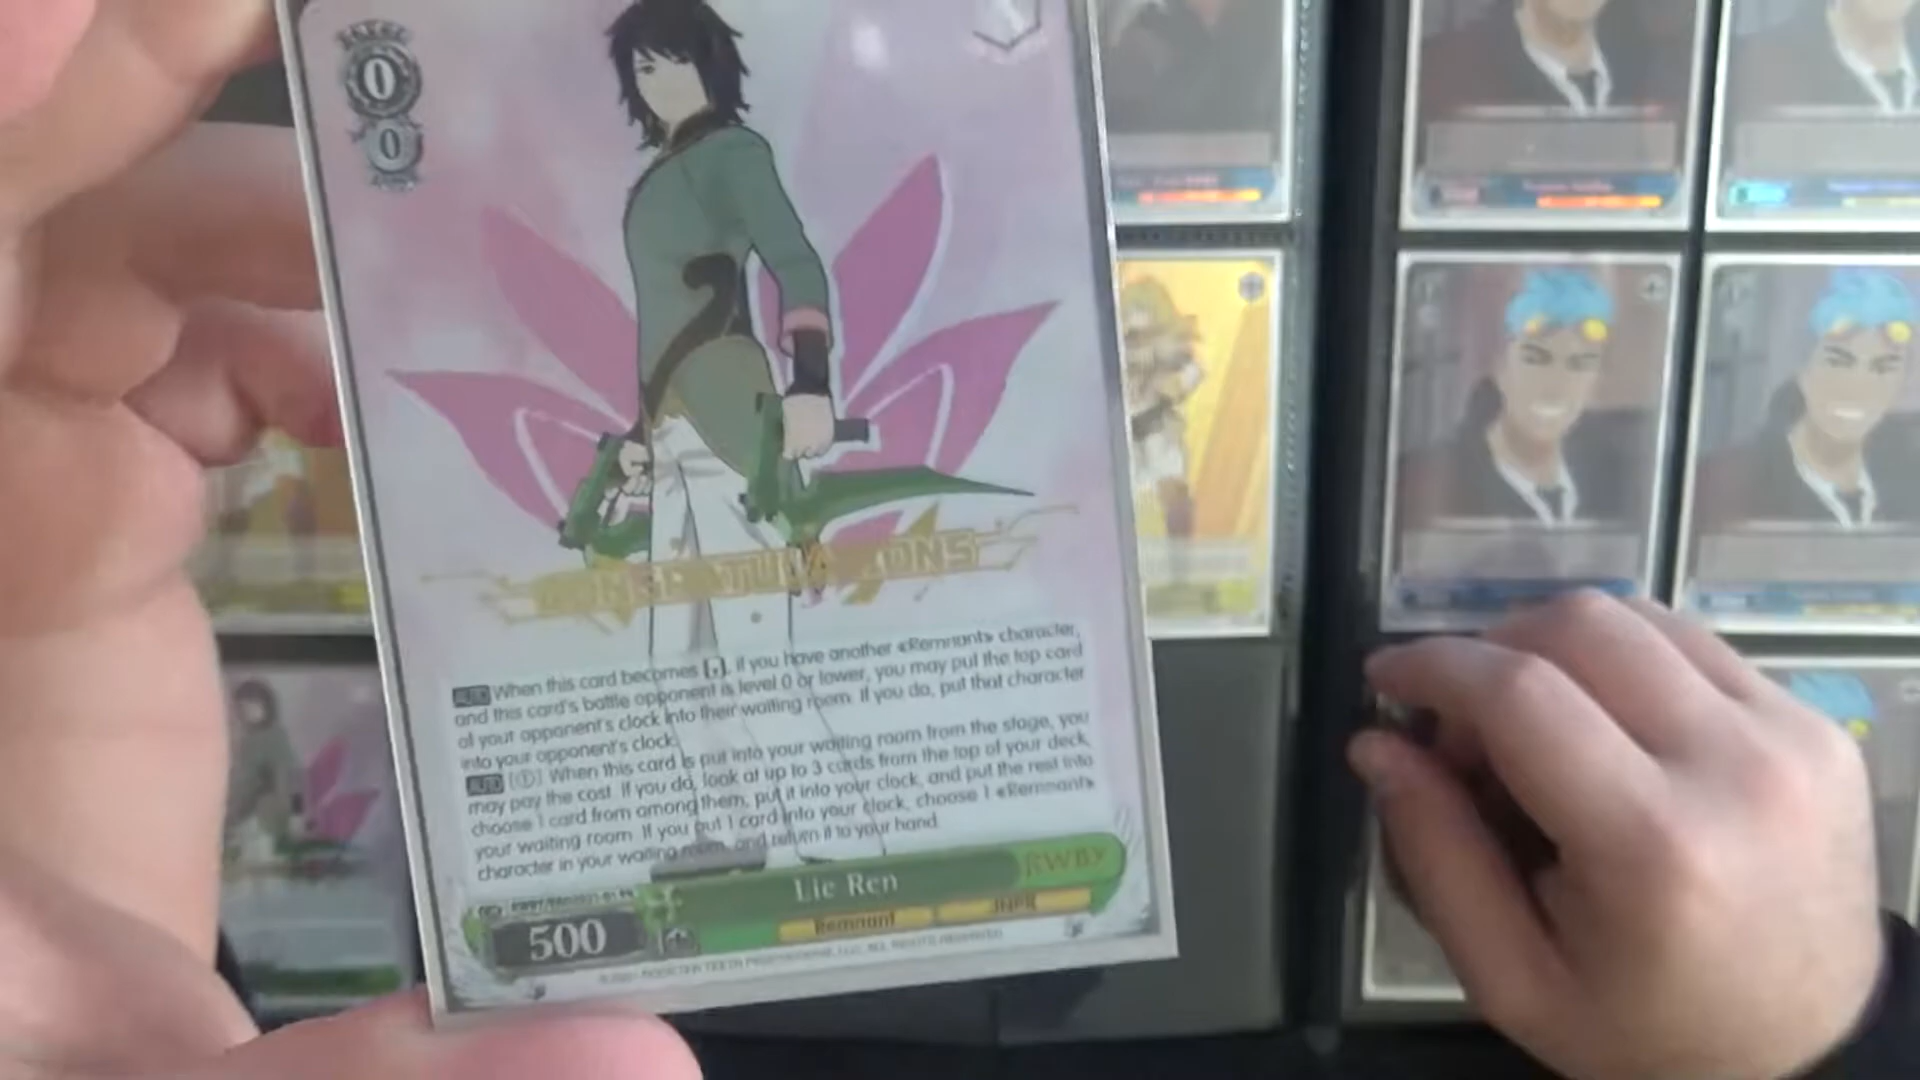 0
0
AUTO When this card becomes [ ], if you have another «Remnant» character,
and this card's battle opponent is level 0 or lower, you may put the top card
of your opponent's clock into their waiting room. If you do, put that character
into your opponent's clock.
AUTO [(1)] When this card is put into your waiting room from the stage, you
may pay the cost. If you do, look at up to 3 cards from the top of your deck,
choose 1 card from among them, put it into your clock, and put the rest into
your waiting room. If you put 1 card into your clock, choose 1 «Remnant»
character in your waiting room, and return it to your hand.
Lie Ren
RWBY
500
Remnant
JNPR